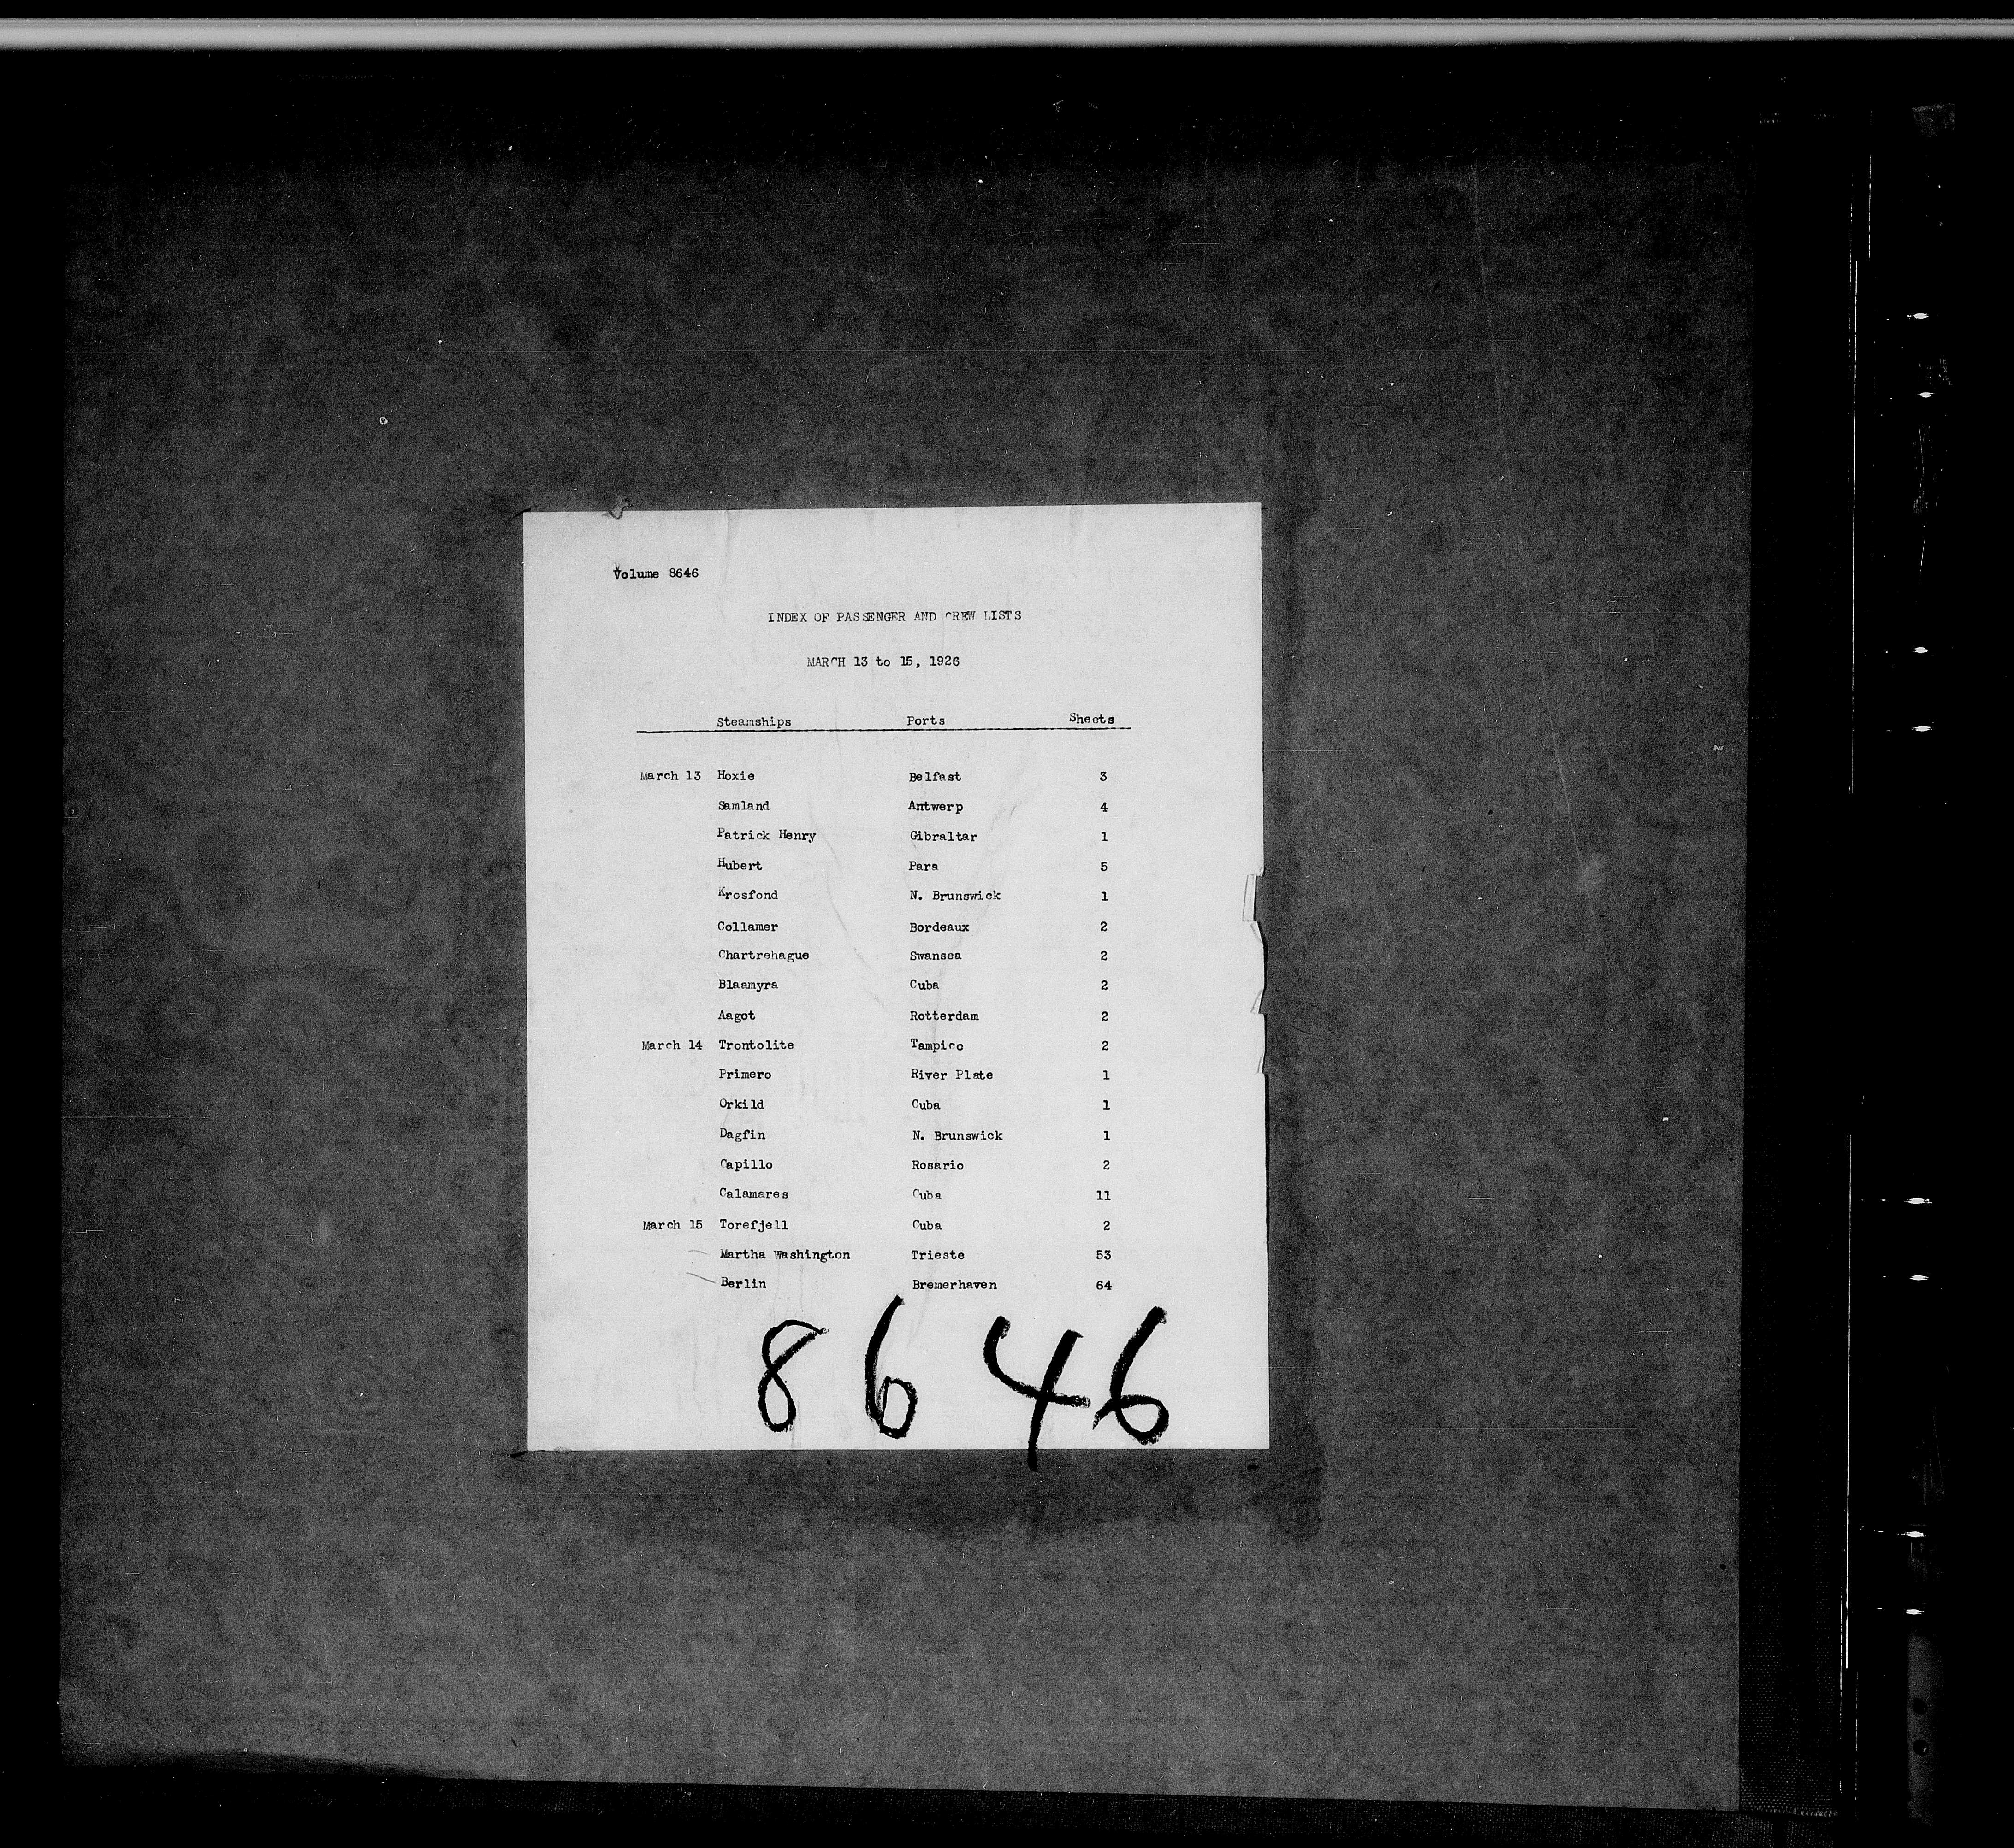 Volume 8646
INDEX OF PASSENGER AND CREW LISTS
MARCH 13 to 15, 1926
Steamships Ports Sheets
March 13 Hoxie Belfast 3
Samland Antwerp 4
Patrick Henry Gibraltar 1
Hubert Para 5
Krosfond N. Brunswick 1
Collamer Bordeaux 2
Chartrehague Swansea 2
Blaamyra Cuba 2
Aagot Rotterdam 2
March 14 Trontolite Tampico 2
Primero River Plate 1
Orkild Cuba 1
Dagfin N. Brunswick 1
Capillo Rosario 2
Calamares Cuba 11
March 15 Torefjell Cuba 2
Martha Washington Trieste 53
Berlin Bremerhaven 64
8646